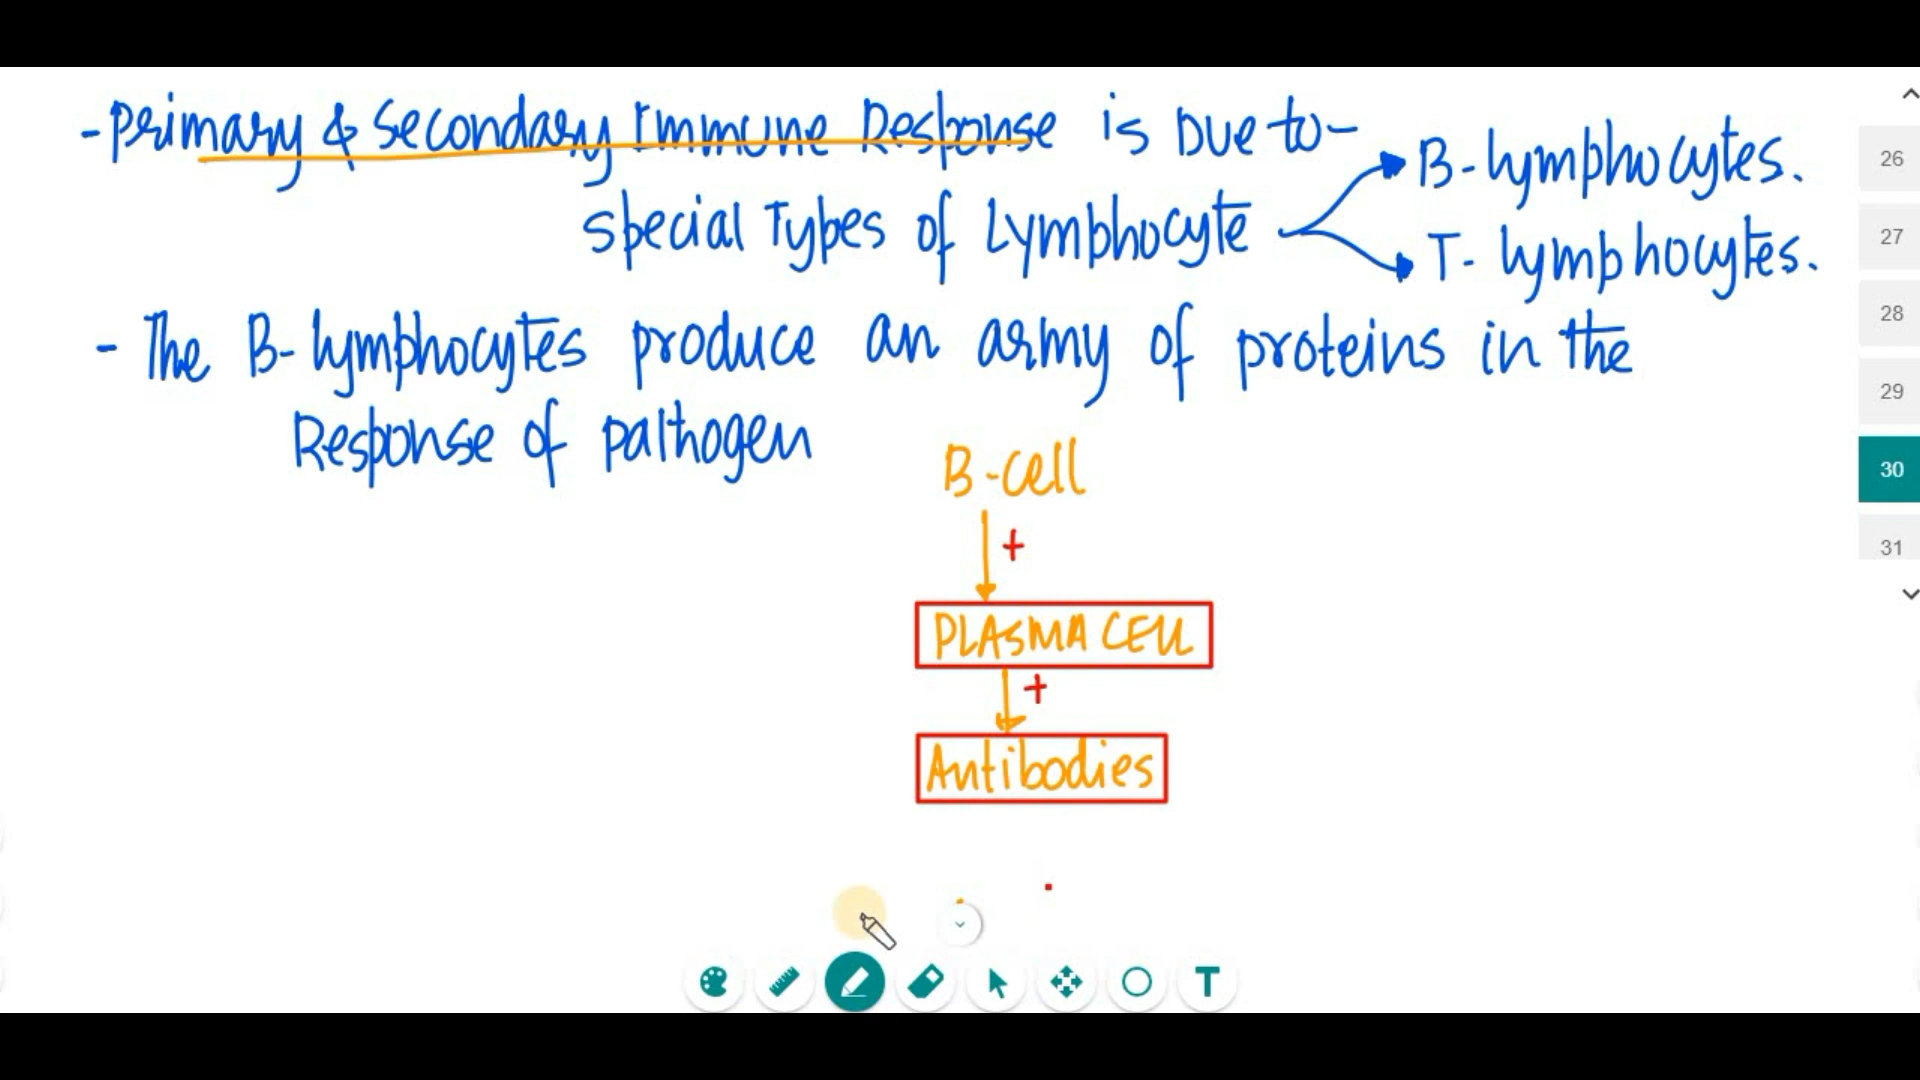 - Primary & Secondary Immune Response is Due to -
special Types of Lymphocyte
B-lymphocytes.
T- lymphocytes.
- The B-lymphocytes produce an army of proteins in the
Response of pathogen
B-cell
+
PLASMA CELL
+
Antibodies
26
27
28
29
30
31
T